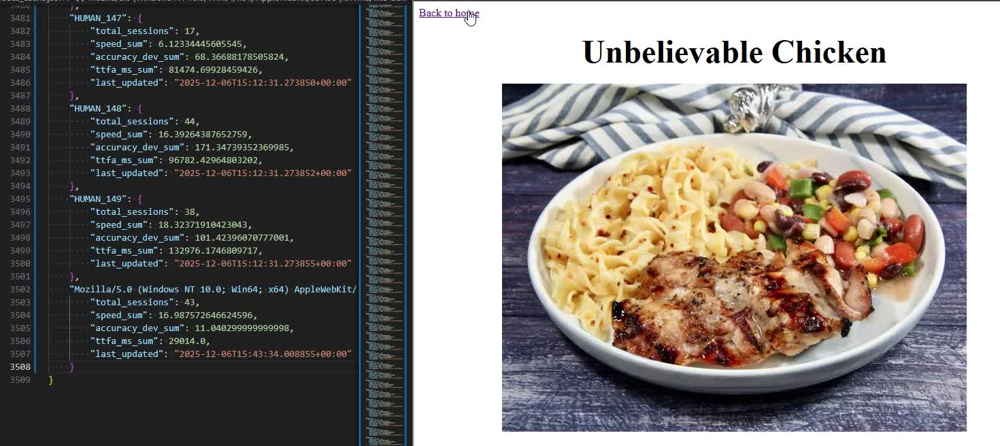 3481 "HUMAN_147": {
3482 "total_sessions": 17,
3483 "speed_sum": 6.12334445605545,
3484 "accuracy_dev_sum": 68.36688178505824,
3485 "ttfa_ms_sum": 81474.69928459426,
3486 "last_updated": "2025-12-06T15:12:31.273850+00:00"
3487 },
3488 "HUMAN_148": {
3489 "total_sessions": 44,
3490 "speed_sum": 16.39264387652759,
3491 "accuracy_dev_sum": 171.34739352369985,
3492 "ttfa_ms_sum": 96782.42964803202,
3493 "last_updated": "2025-12-06T15:12:31.273852+00:00"
3494 },
3495 "HUMAN_149": {
3496 "total_sessions": 38,
3497 "speed_sum": 18.32371910423043,
3498 "accuracy_dev_sum": 101.42396070777001,
3499 "ttfa_ms_sum": 132976.1746809717,
3500 "last_updated": "2025-12-06T15:12:31.273855+00:00"
3501 },
3502 "Mozilla/5.0 (Windows NT 10.0; Win64; x64) AppleWebKit/
3503 "total_sessions": 43,
3504 "speed_sum": 16.987572646624596,
3505 "accuracy_dev_sum": 11.040299999999998,
3506 "ttfa_ms_sum": 29014.0,
3507 "last_updated": "2025-12-06T15:43:34.008855+00:00"
3508 }
3509 }
Back to home
Unbelievable Chicken